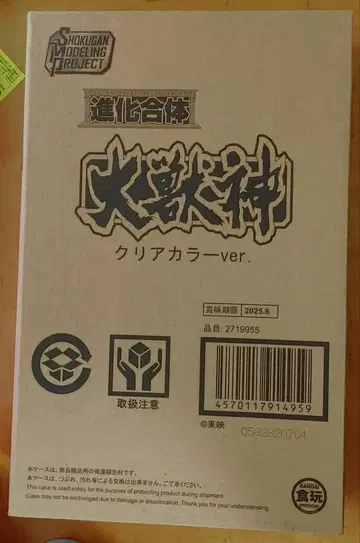 SHOKUGAN
MODELING
PROJECT
進化合体
大獣神
クリアカラーver.
賞味期限 2025.6
品目: 2719955
取扱注意
4570117914959
©東映
0582820704
本ケースは、商品輸送用の保護梱包材です。
本ケースは、つぶれ、汚れ等による交換は出来ません。ご了承ください。
This case is used solely for the purpose of protecting product during shipment.
Case may not be exchanged due to damage or discoloration. Thank you for your understanding.
BANDAI
食玩